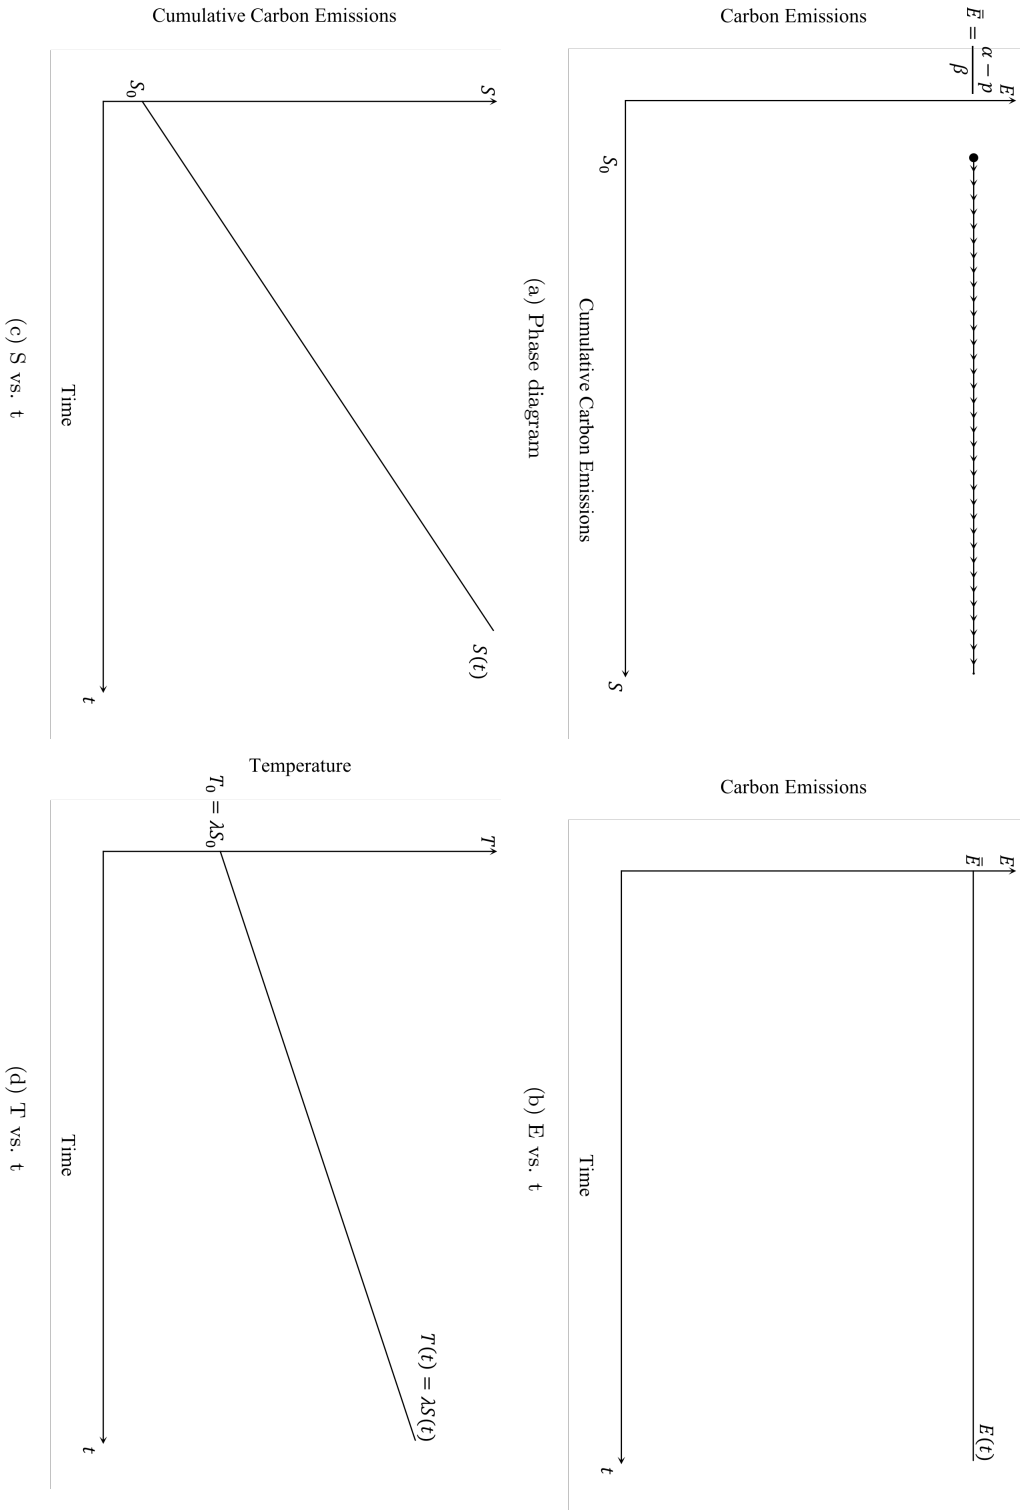 Carbon Emissions
E
Ē = α − p / β
S₀
S
Cumulative Carbon Emissions
(a) Phase diagram
Carbon Emissions
E
Ē
E(t)
t
Time
(b) E vs. t
Cumulative Carbon Emissions
S
S₀
S(t)
t
Time
(c) S vs. t
Temperature
T
T₀ = λS₀
T(t) = λS(t)
t
Time
(d) T vs. t